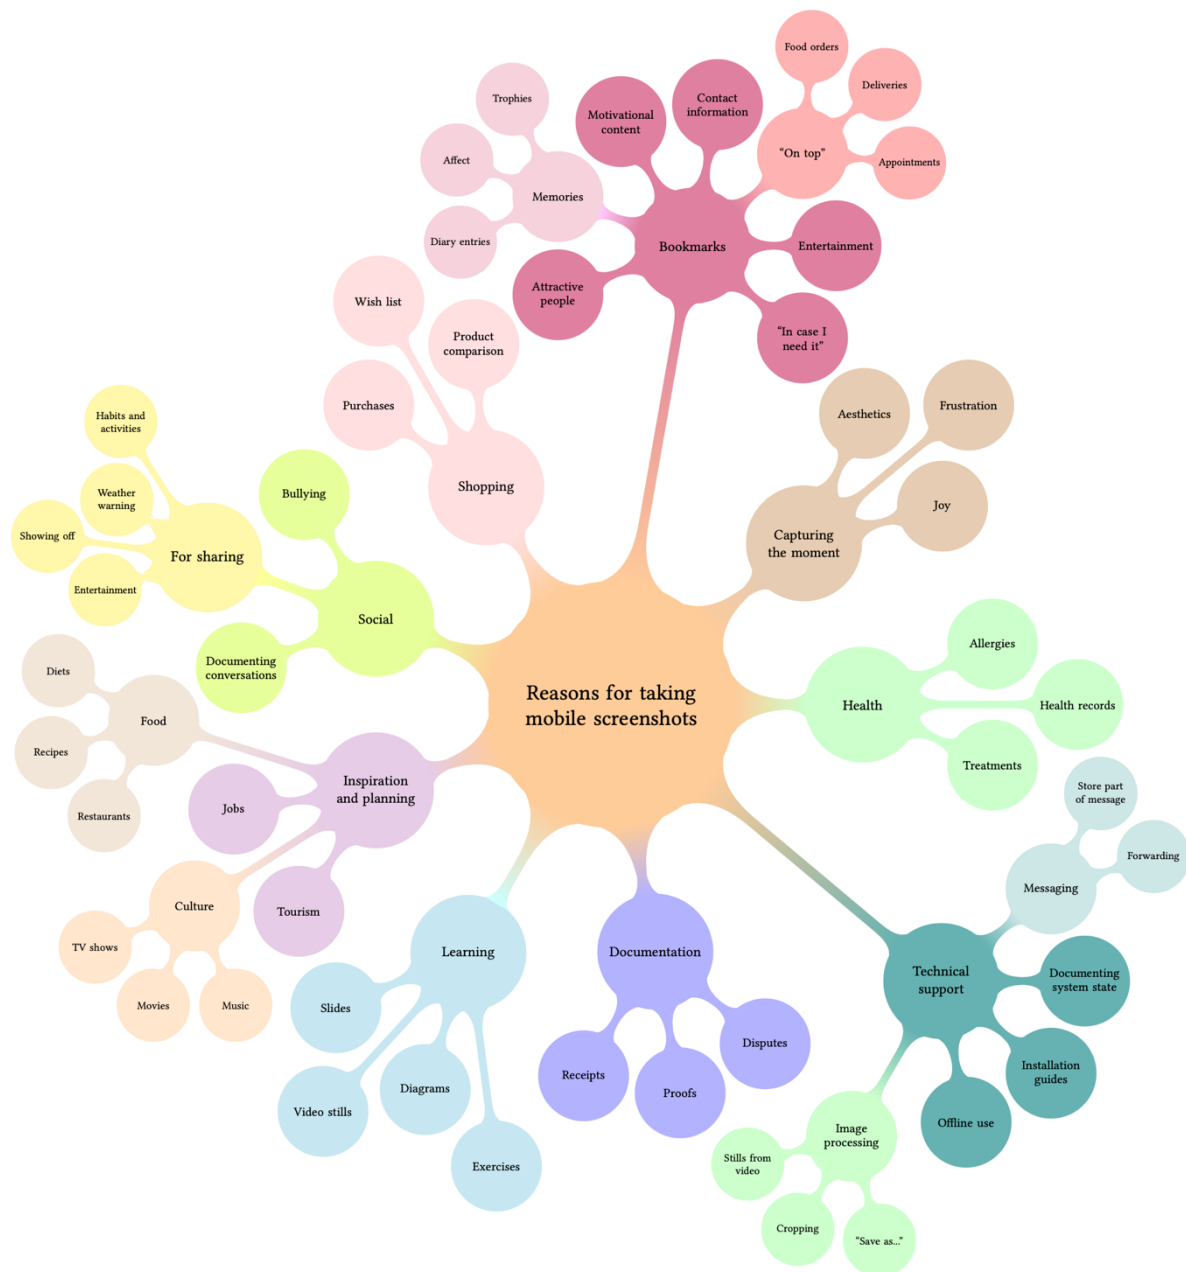 Food orders
Deliveries
Appointments
“On top”
Contact
information
Motivational
content
Trophies
Affect
Diary entries
Memories
Bookmarks
Entertainment
Attractive
people
“In case I
need it”
Wish list
Product
comparison
Purchases
Shopping
Aesthetics
Frustration
Joy
Capturing
the moment
Habits and
activities
Weather
warning
Showing off
Entertainment
For sharing
Bullying
Social
Documenting
conversations
Reasons for taking
mobile screenshots
Allergies
Health
Health records
Treatments
Diets
Food
Recipes
Restaurants
Jobs
Inspiration
and planning
Tourism
Culture
TV shows
Movies
Music
Learning
Slides
Video stills
Diagrams
Exercises
Documentation
Receipts
Proofs
Disputes
Store part
of message
Forwarding
Messaging
Technical
support
Documenting
system state
Installation
guides
Offline use
Image
processing
Stills from
video
Cropping
“Save as...”